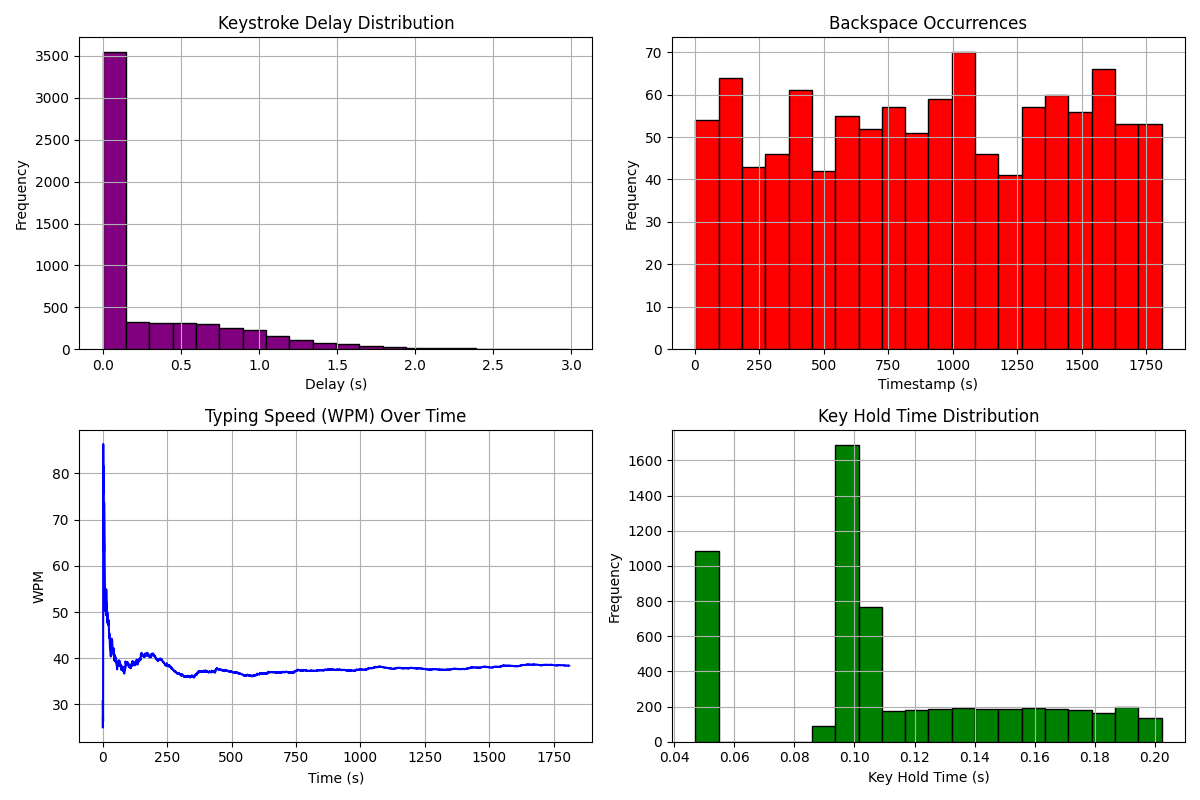 Keystroke Delay Distribution
Frequency
3500
3000
2500
2000
1500
1000
500
0
0.0 0.5 1.0 1.5 2.0 2.5 3.0
Delay (s)
Backspace Occurrences
Frequency
70
60
50
40
30
20
10
0
0 250 500 750 1000 1250 1500 1750
Timestamp (s)
Typing Speed (WPM) Over Time
WPM
80
70
60
50
40
30
0 250 500 750 1000 1250 1500 1750
Time (s)
Key Hold Time Distribution
Frequency
1600
1400
1200
1000
800
600
400
200
0
0.04 0.06 0.08 0.10 0.12 0.14 0.16 0.18 0.20
Key Hold Time (s)